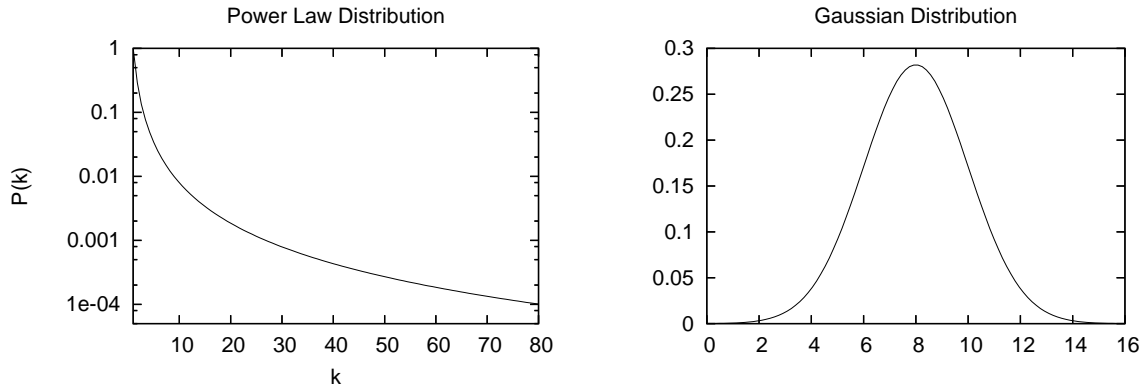 Power Law Distribution
1
0.1
0.01
0.001
1e-04
P(k)
10 20 30 40 50 60 70 80
k
Gaussian Distribution
0.3
0.25
0.2
0.15
0.1
0.05
0
0 2 4 6 8 10 12 14 16